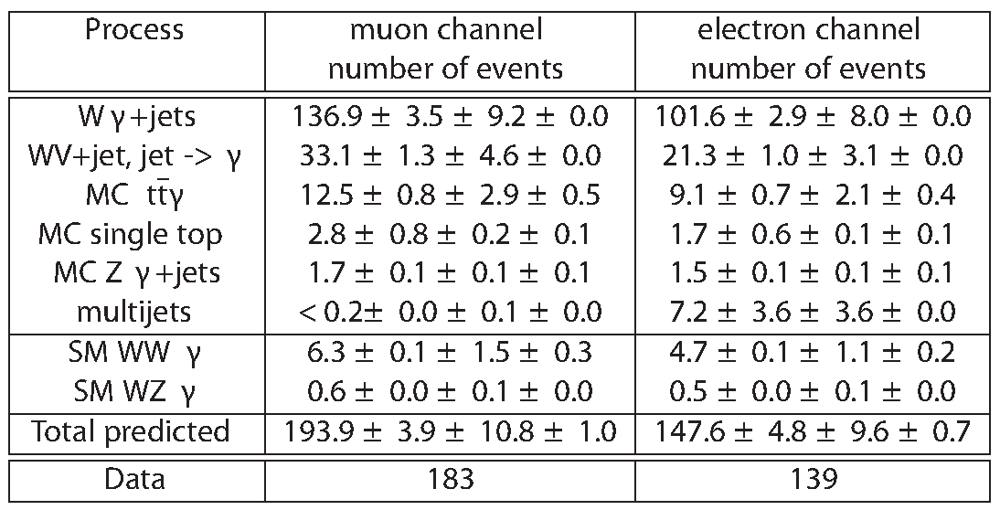 Process muon channel electron channel
number of events number of events
W γ +jets 136.9 ± 3.5 ± 9.2 ± 0.0 101.6 ± 2.9 ± 8.0 ± 0.0
WV+jet, jet -> γ 33.1 ± 1.3 ± 4.6 ± 0.0 21.3 ± 1.0 ± 3.1 ± 0.0
MC tt̄γ 12.5 ± 0.8 ± 2.9 ± 0.5 9.1 ± 0.7 ± 2.1 ± 0.4
MC single top 2.8 ± 0.8 ± 0.2 ± 0.1 1.7 ± 0.6 ± 0.1 ± 0.1
MC Z γ +jets 1.7 ± 0.1 ± 0.1 ± 0.1 1.5 ± 0.1 ± 0.1 ± 0.1
multijets < 0.2± 0.0 ± 0.1 ± 0.0 7.2 ± 3.6 ± 3.6 ± 0.0
SM WW γ 6.3 ± 0.1 ± 1.5 ± 0.3 4.7 ± 0.1 ± 1.1 ± 0.2
SM WZ γ 0.6 ± 0.0 ± 0.1 ± 0.0 0.5 ± 0.0 ± 0.1 ± 0.0
Total predicted 193.9 ± 3.9 ± 10.8 ± 1.0 147.6 ± 4.8 ± 9.6 ± 0.7
Data 183 139